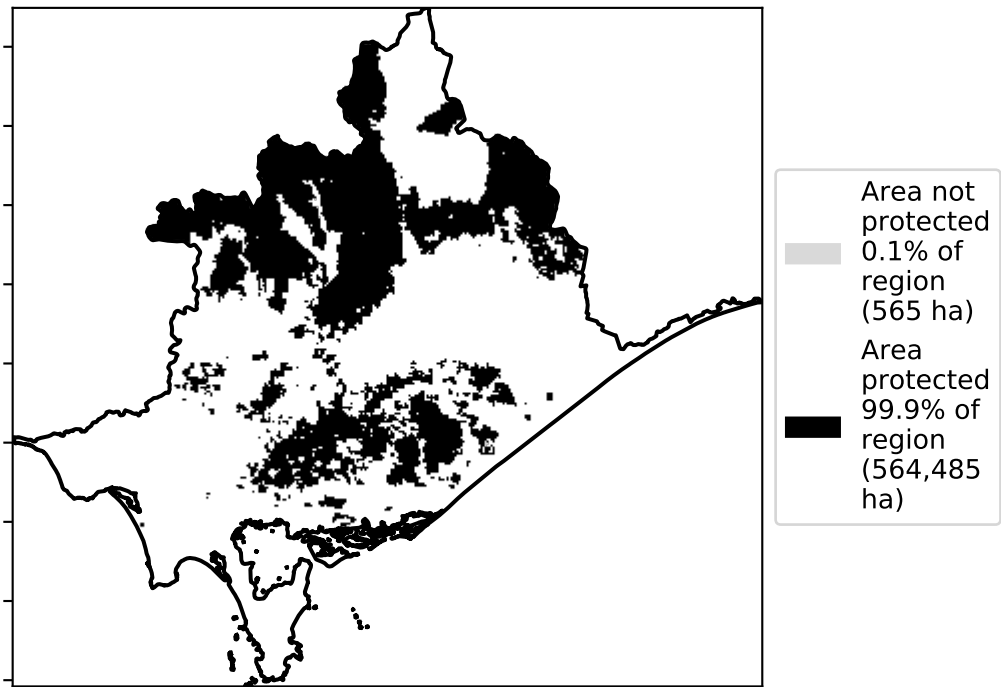 Area not
protected
0.1% of
region
(565 ha)
Area
protected
99.9% of
region
(564,485
ha)